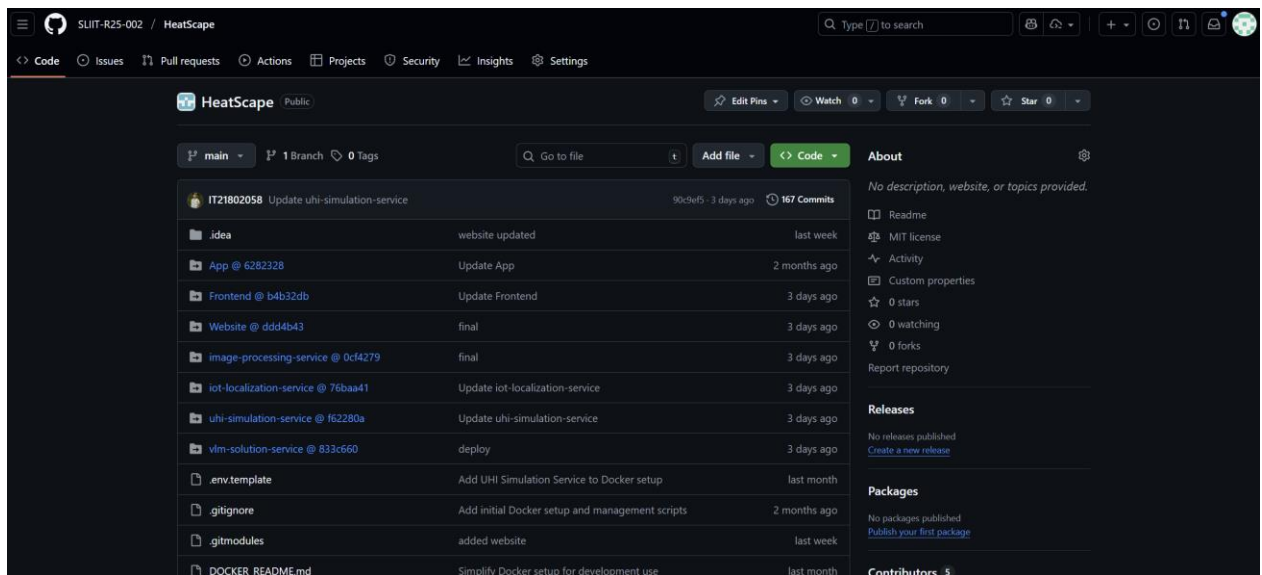 SLIIT-R25-002 / HeatScape
Type / to search
Code Issues Pull requests Actions Projects Security Insights Settings
HeatScape Public
Edit Pins Watch 0 Fork 0 Star 0
main 1 Branch 0 Tags
Go to file t Add file Code
IT21802058 Update uhi-simulation-service 90c9ef5 · 3 days ago 167 Commits
.idea website updated last week
App @ 6282328 Update App 2 months ago
Frontend @ b4b32db Update Frontend 3 days ago
Website @ ddd4b43 final 3 days ago
image-processing-service @ 0cf4279 final 3 days ago
iot-localization-service @ 76baa41 Update iot-localization-service 3 days ago
uhi-simulation-service @ f62280a Update uhi-simulation-service 3 days ago
vlm-solution-service @ 833c660 deploy 3 days ago
.env.template Add UHI Simulation Service to Docker setup last month
.gitignore Add initial Docker setup and management scripts 2 months ago
.gitmodules added website last week
DOCKER_README.md Simplify Docker setup for development use last month
About
No description, website, or topics provided.
Readme
MIT license
Activity
Custom properties
0 stars
0 watching
0 forks
Report repository
Releases
No releases published
Create a new release
Packages
No packages published
Publish your first package
Contributors 5